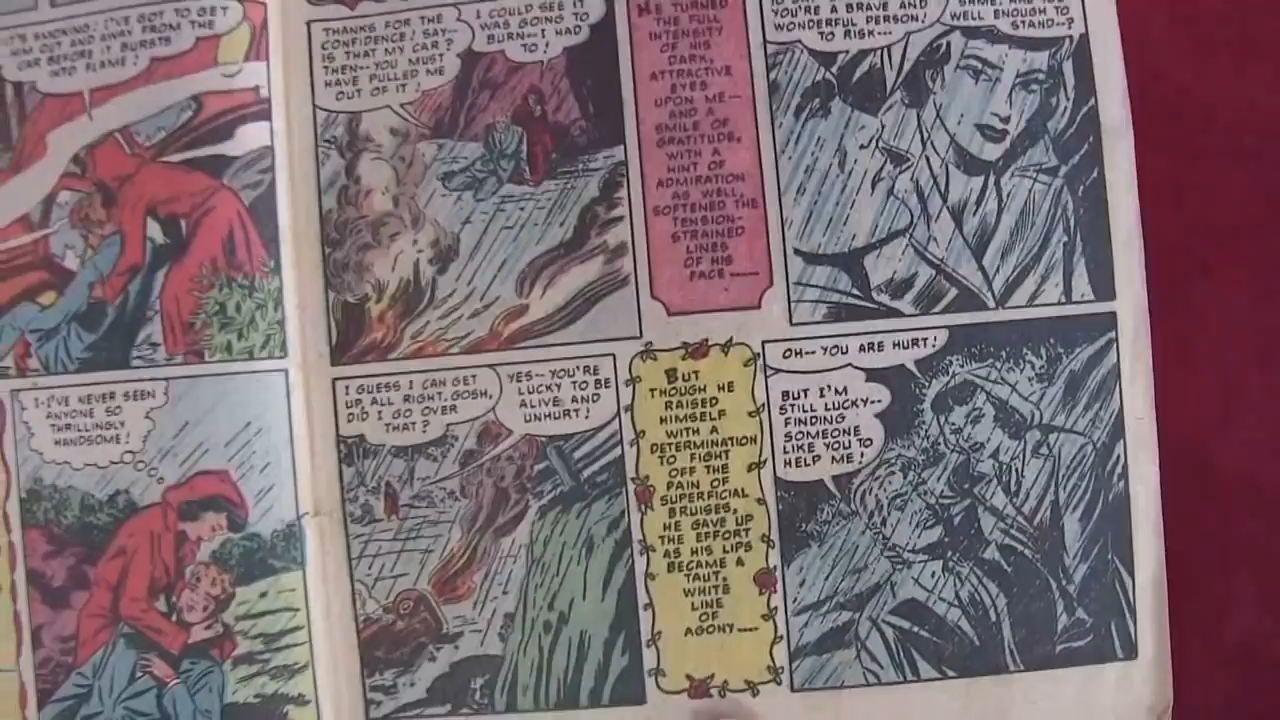 IT'S SMOKING! I'VE GOT TO GET
HIM OUT AND AWAY FROM THE
CAR BEFORE IT BURSTS
INTO FLAME!
I-I'VE NEVER SEEN
ANYONE SO
THRILLINGLY
HANDSOME!
THANKS FOR THE
CONFIDENCE! SAY--
IS THAT MY CAR?
THEN-- YOU MUST
HAVE PULLED ME
OUT OF IT!
I COULD SEE IT
WAS GOING TO
BURN-- I HAD
TO!
HE TURNED
THE FULL
INTENSITY
OF HIS
DARK,
ATTRACTIVE
EYES
UPON ME--
AND A
SMILE OF
GRATITUDE,
WITH A
HINT OF
ADMIRATION
AS WELL,
SOFTENED THE
TENSION-
STRAINED
LINES
OF HIS
FACE----
YOU'RE A BRAVE AND
WONDERFUL PERSON!
TO RISK---
WELL ENOUGH TO
STAND--?
I GUESS I CAN GET
UP ALL RIGHT. GOSH,
DID I GO OVER
THAT?
YES-- YOU'RE
LUCKY TO BE
ALIVE AND
UNHURT!
BUT
THOUGH HE
RAISED
HIMSELF
WITH A
DETERMINATION
TO FIGHT
OFF THE
PAIN OF
SUPERFICIAL
BRUISES,
HE GAVE UP
THE EFFORT
AS HIS LIPS
BECAME A
TAUT,
WHITE
LINE
OF
AGONY----
OH-- YOU ARE HURT!
BUT I'M
STILL LUCKY--
FINDING
SOMEONE
LIKE YOU TO
HELP ME!